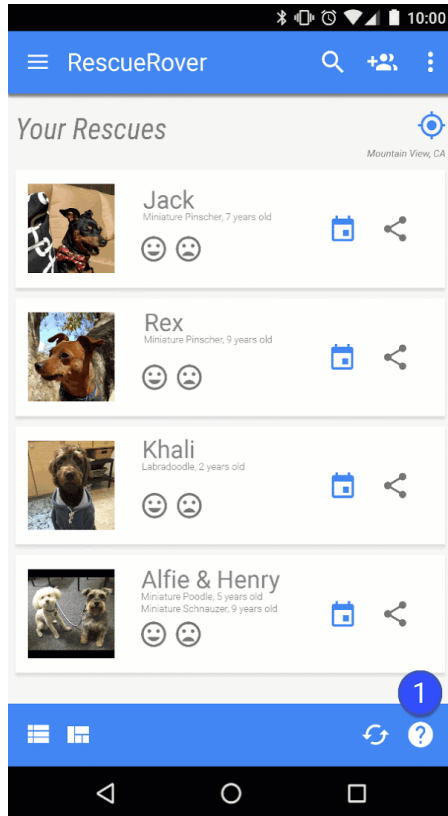 10:00
RescueRover
Your Rescues
Mountain View, CA
Jack
Miniature Pinscher, 7 years old
Rex
Miniature Pinscher, 9 years old
Khali
Labradoodle, 2 years old
Alfie & Henry
Miniature Poodle, 5 years old
Miniature Schnauzer, 9 years old
1
?